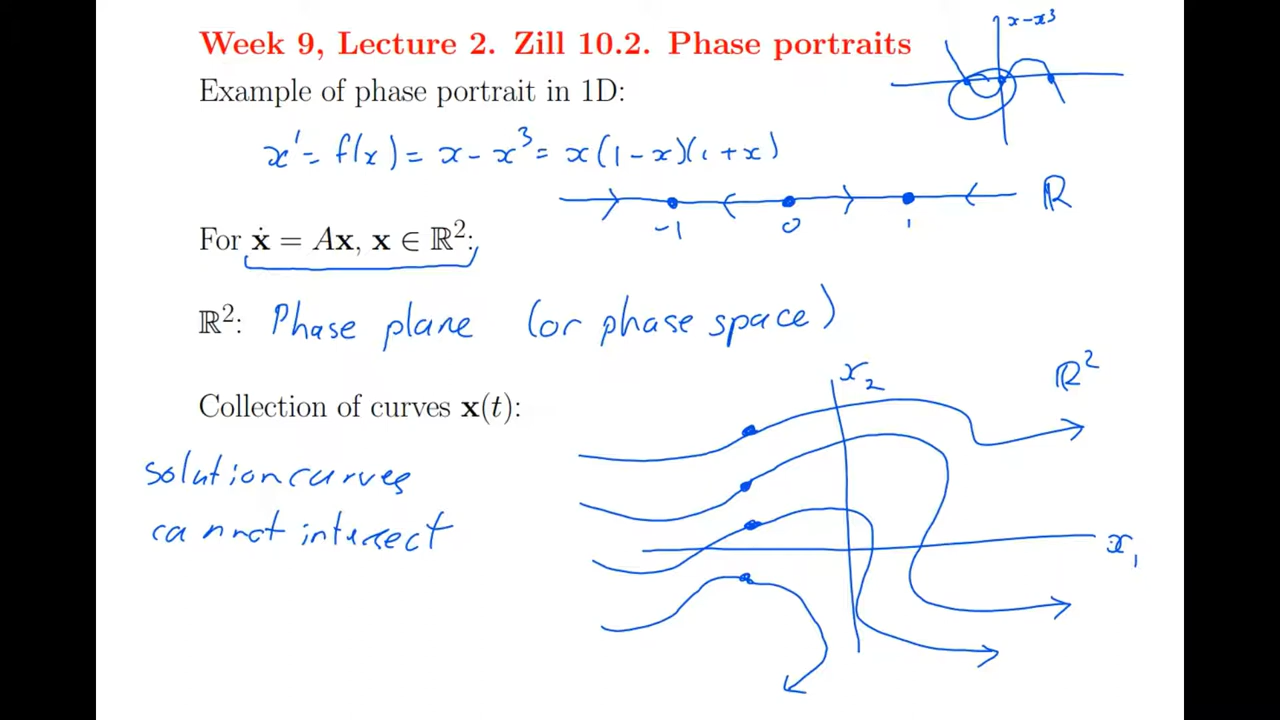 Week 9, Lecture 2. Zill 10.2. Phase portraits
x-x³
Example of phase portrait in 1D:
x' = f(x) = x - x³ = x(1-x)(1+x)
ℝ
-1 0 1
For ẋ = Ax, x ∈ ℝ²:
ℝ²: Phase plane (or phase space)
x₂
ℝ²
Collection of curves x(t):
solution curves
cannot intersect
x₁